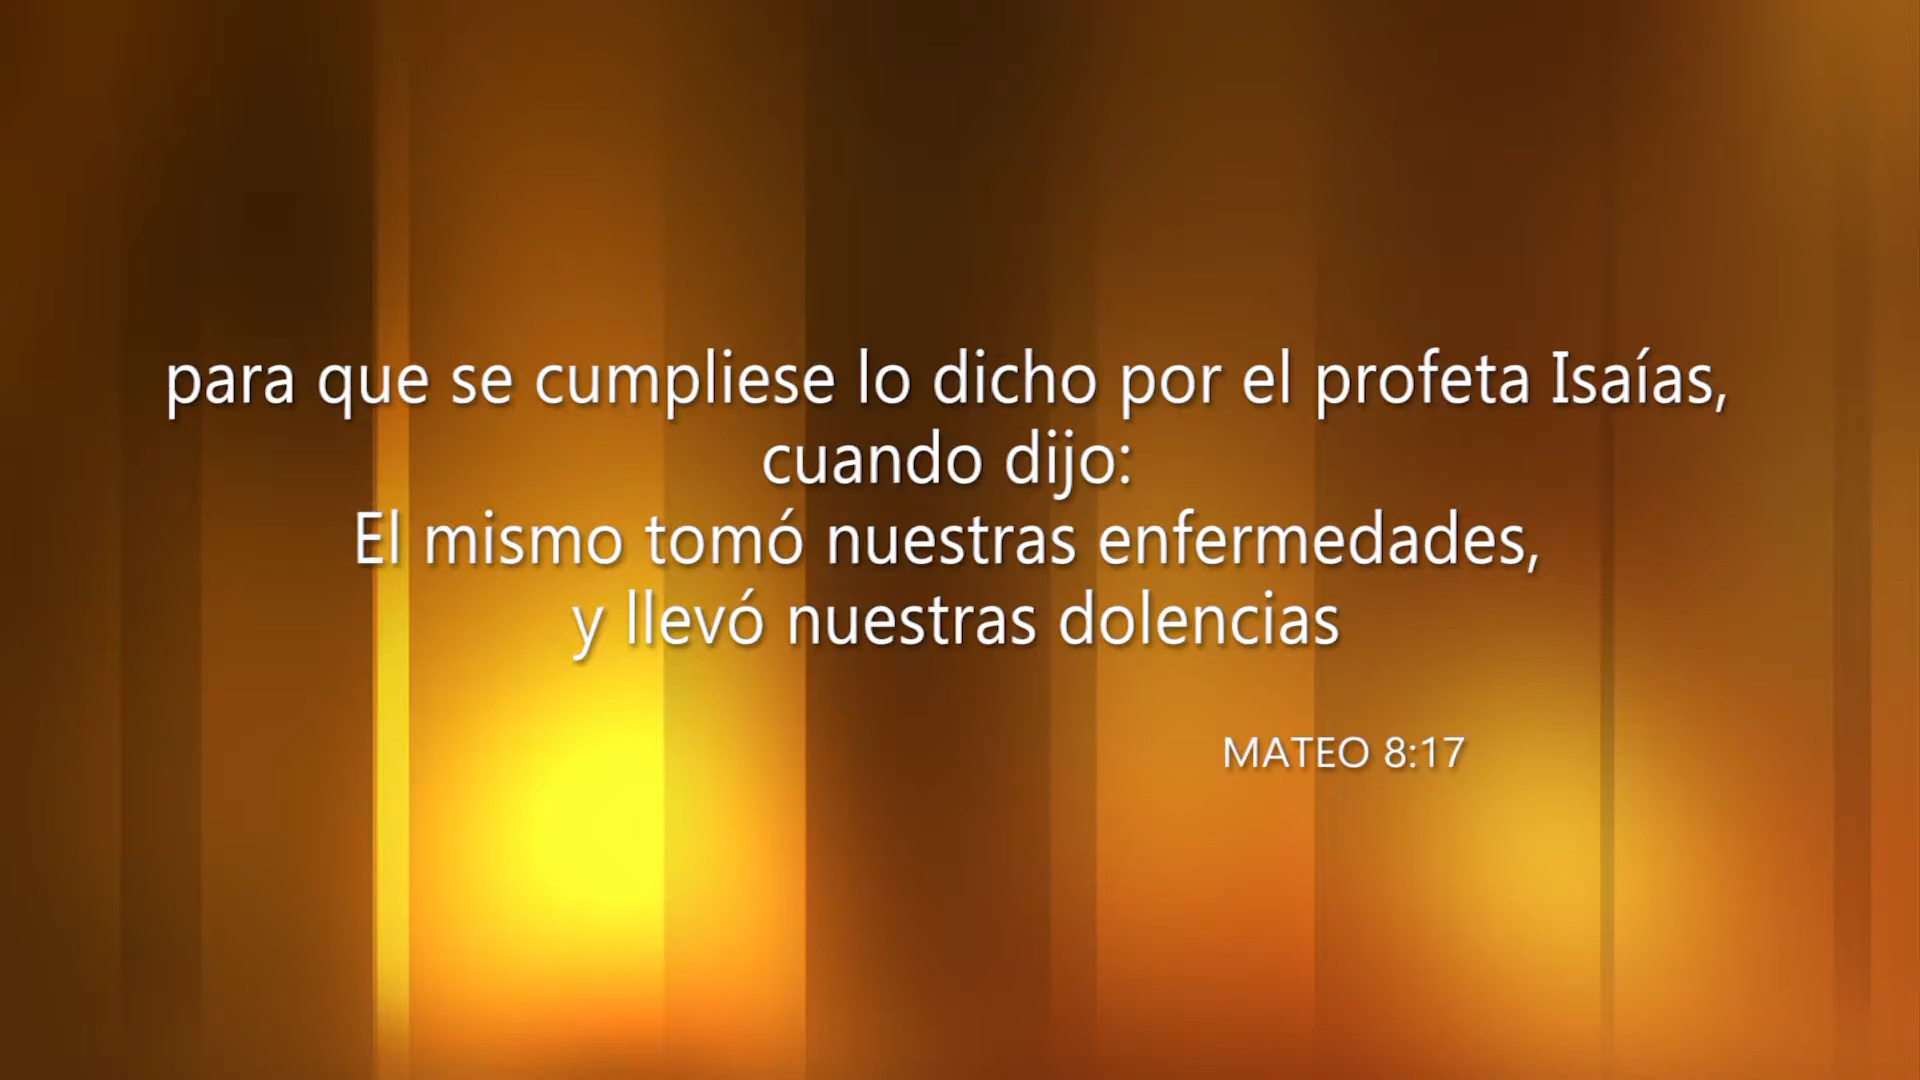 para que se cumpliese lo dicho por el profeta Isaías,
cuando dijo:
El mismo tomó nuestras enfermedades,
y llevó nuestras dolencias
MATEO 8:17